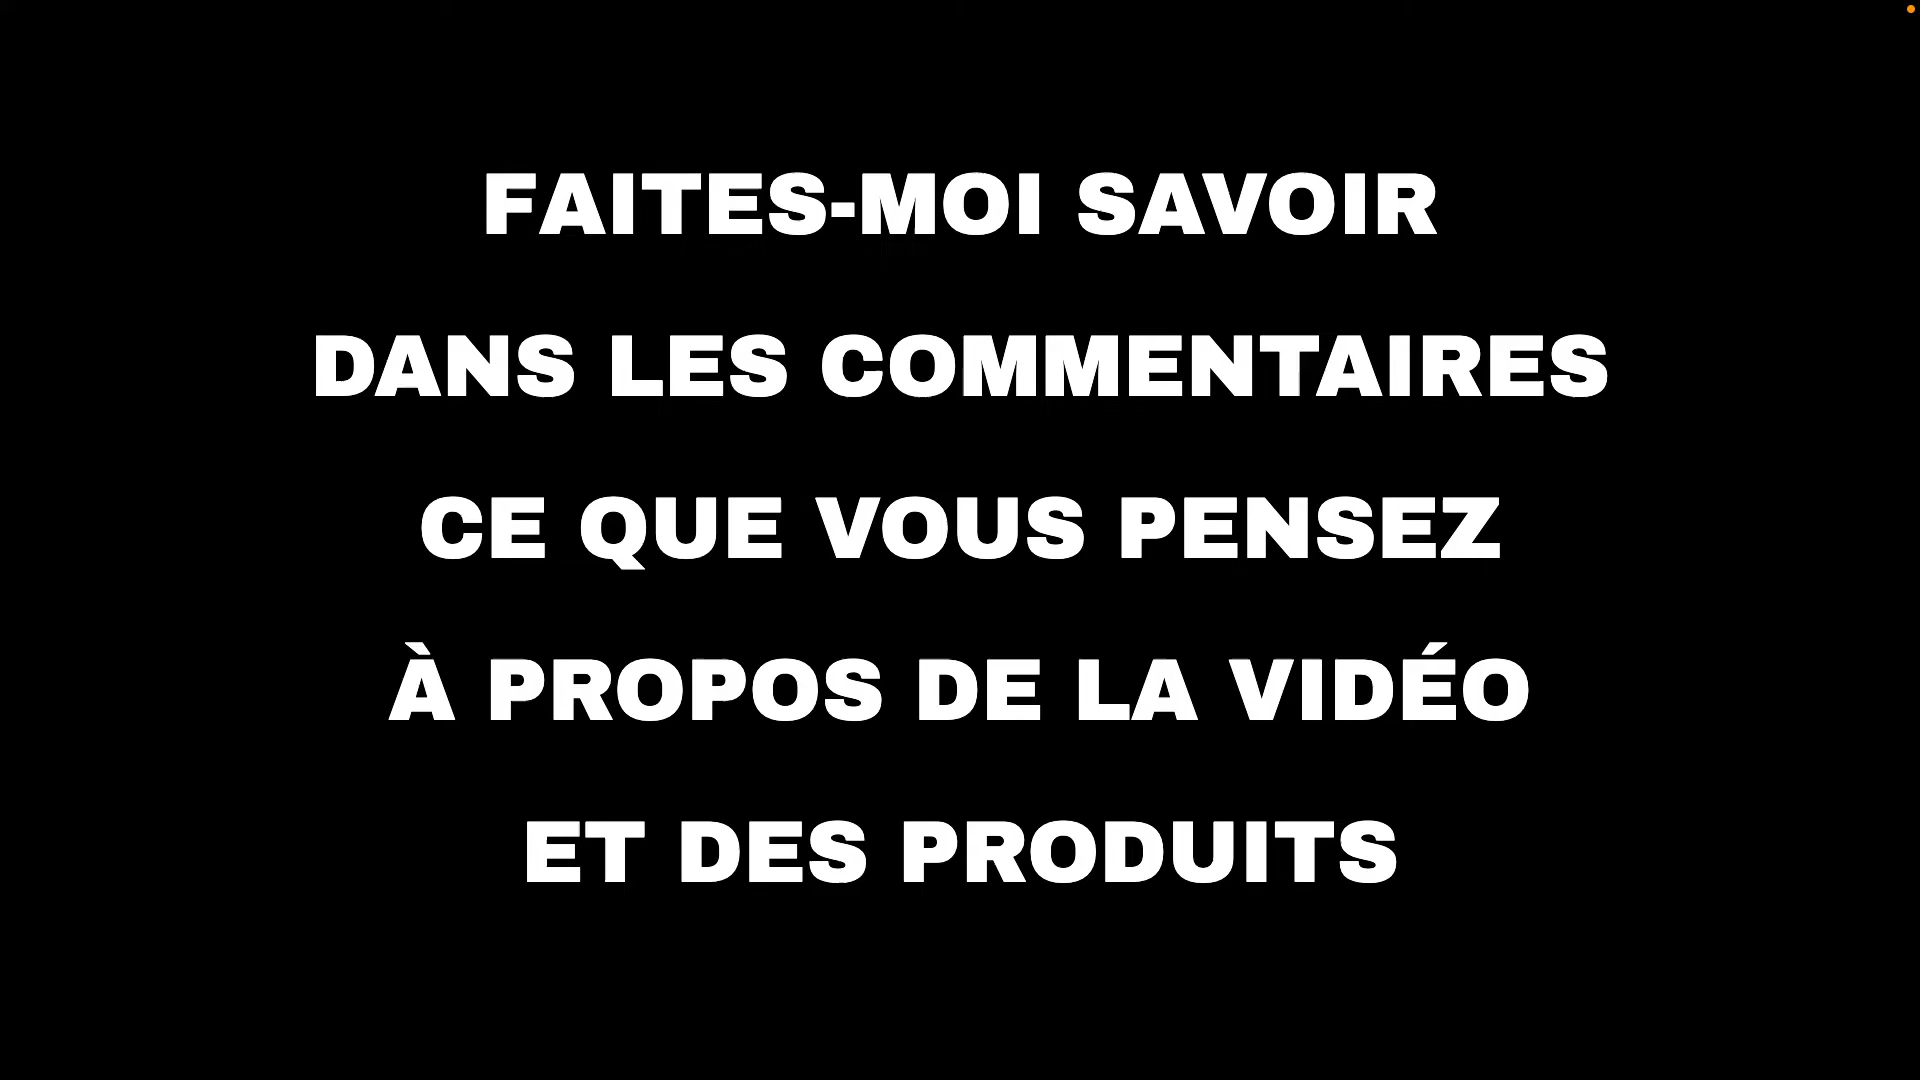 FAITES-MOI SAVOIR
DANS LES COMMENTAIRES
CE QUE VOUS PENSEZ
À PROPOS DE LA VIDÉO
ET DES PRODUITS